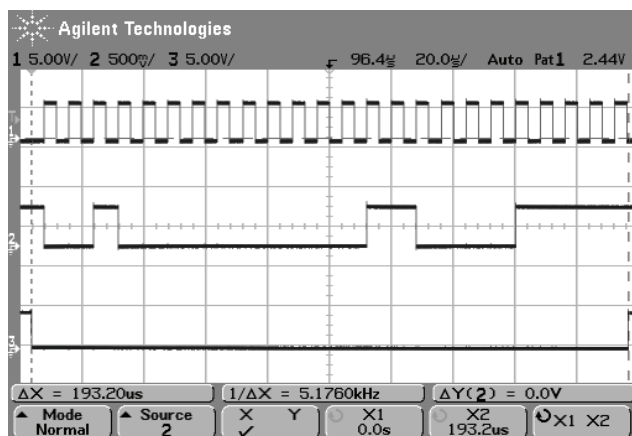 Agilent Technologies
1 5.00V/ 2 500mV/ 3 5.00V/ 96.4µs 20.0µs/ Auto Pat1 2.44V
1
2
3
ΔX = 193.20us 1/ΔX = 5.1760kHz ΔY(2) = 0.0V
Mode Source X Y X1 X2 X1 X2
Normal 2 ✓ 0.0s 193.2us